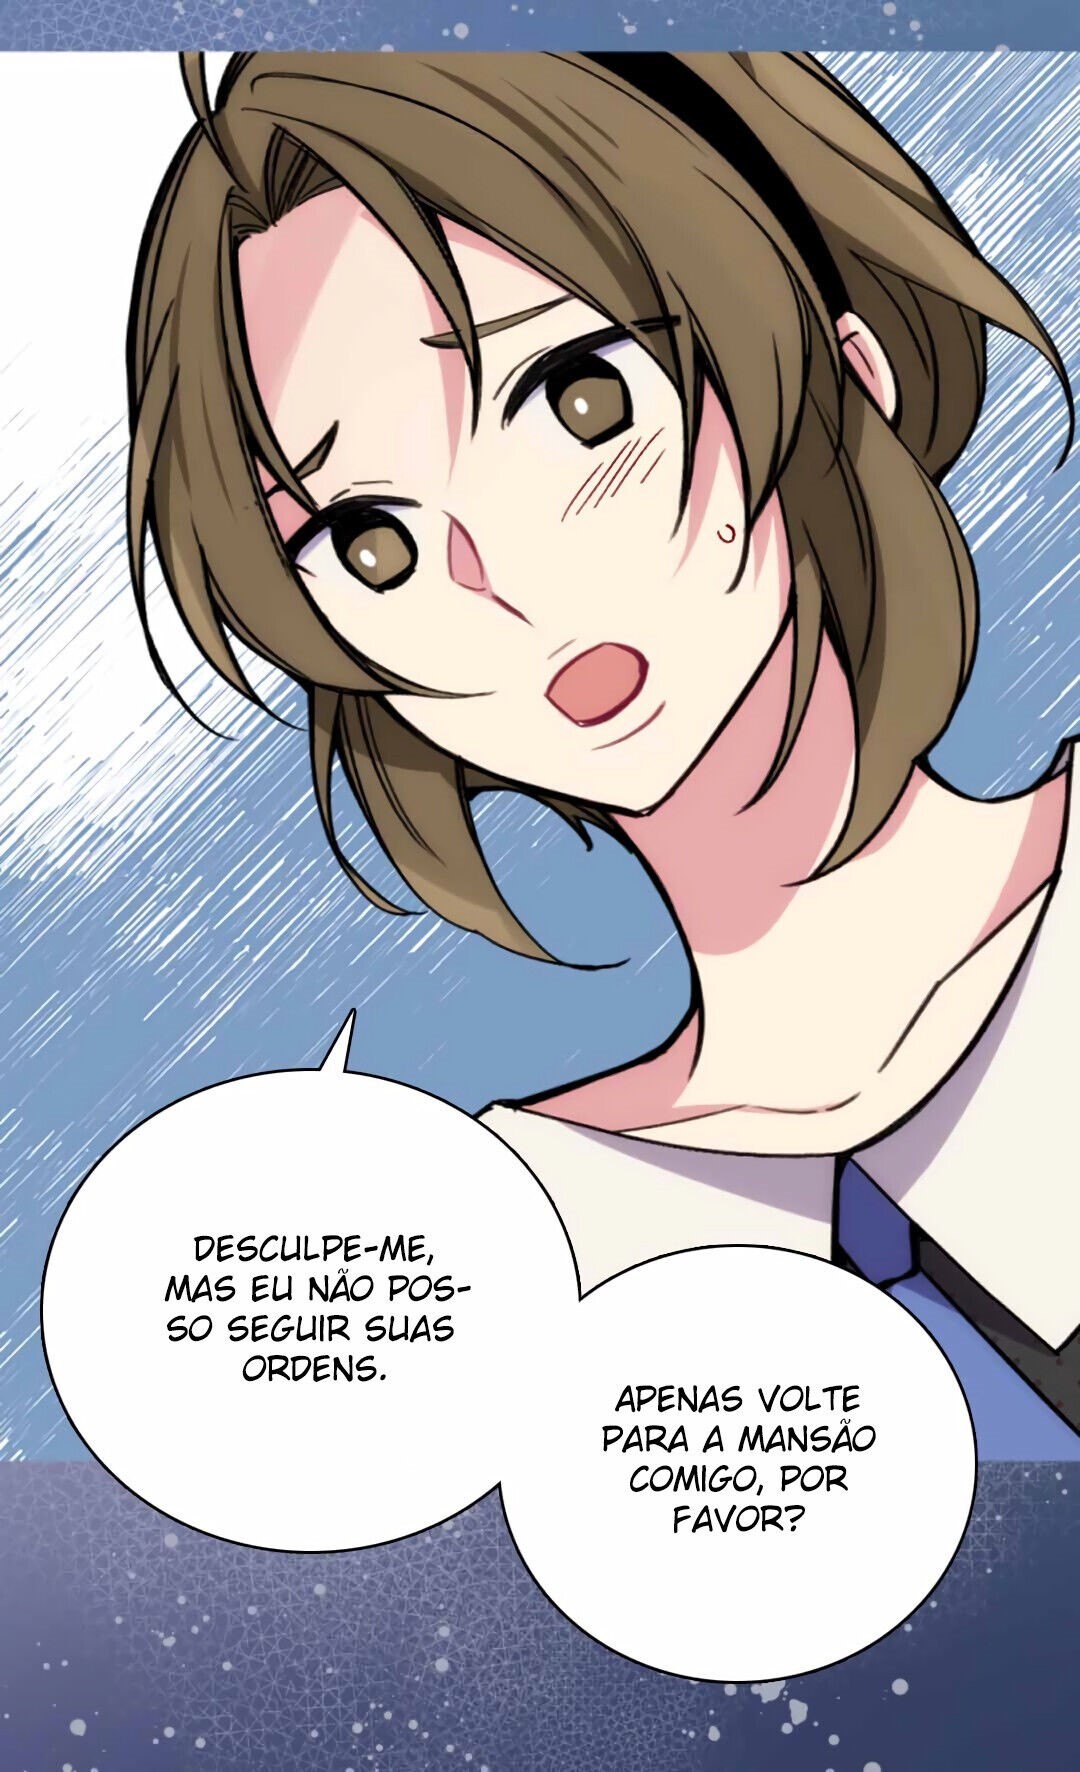 DESCULPE-ME,
MAS EU NÃO POS-
SO SEGUIR SUAS
ORDENS.
APENAS VOLTE
PARA A MANSÃO
COMIGO, POR
FAVOR?